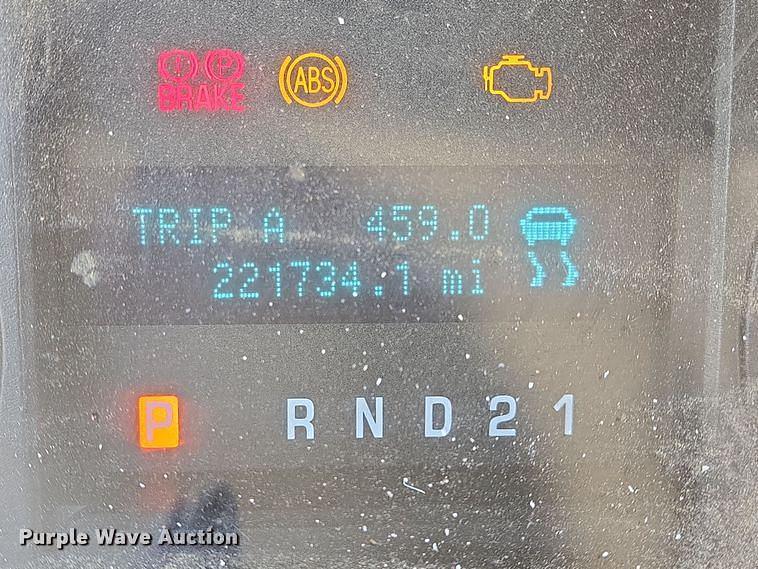 (!) (P) ABS
BRAKE
TRIP A 459.0
221734.1 mi
P R N D 2 1
Purple Wave Auction